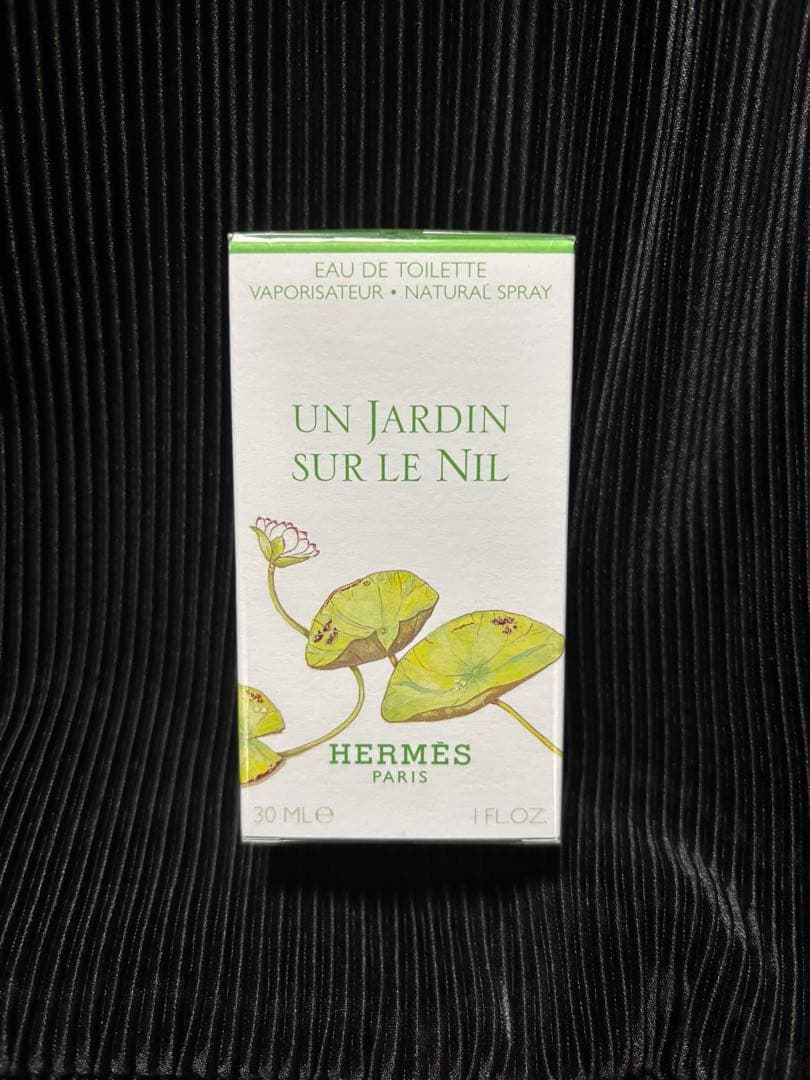 EAU DE TOILETTE
VAPORISATEUR • NATURAL SPRAY
UN JARDIN
SUR LE NIL
HERMÈS
PARIS
30 ML℮ 1 FL.OZ